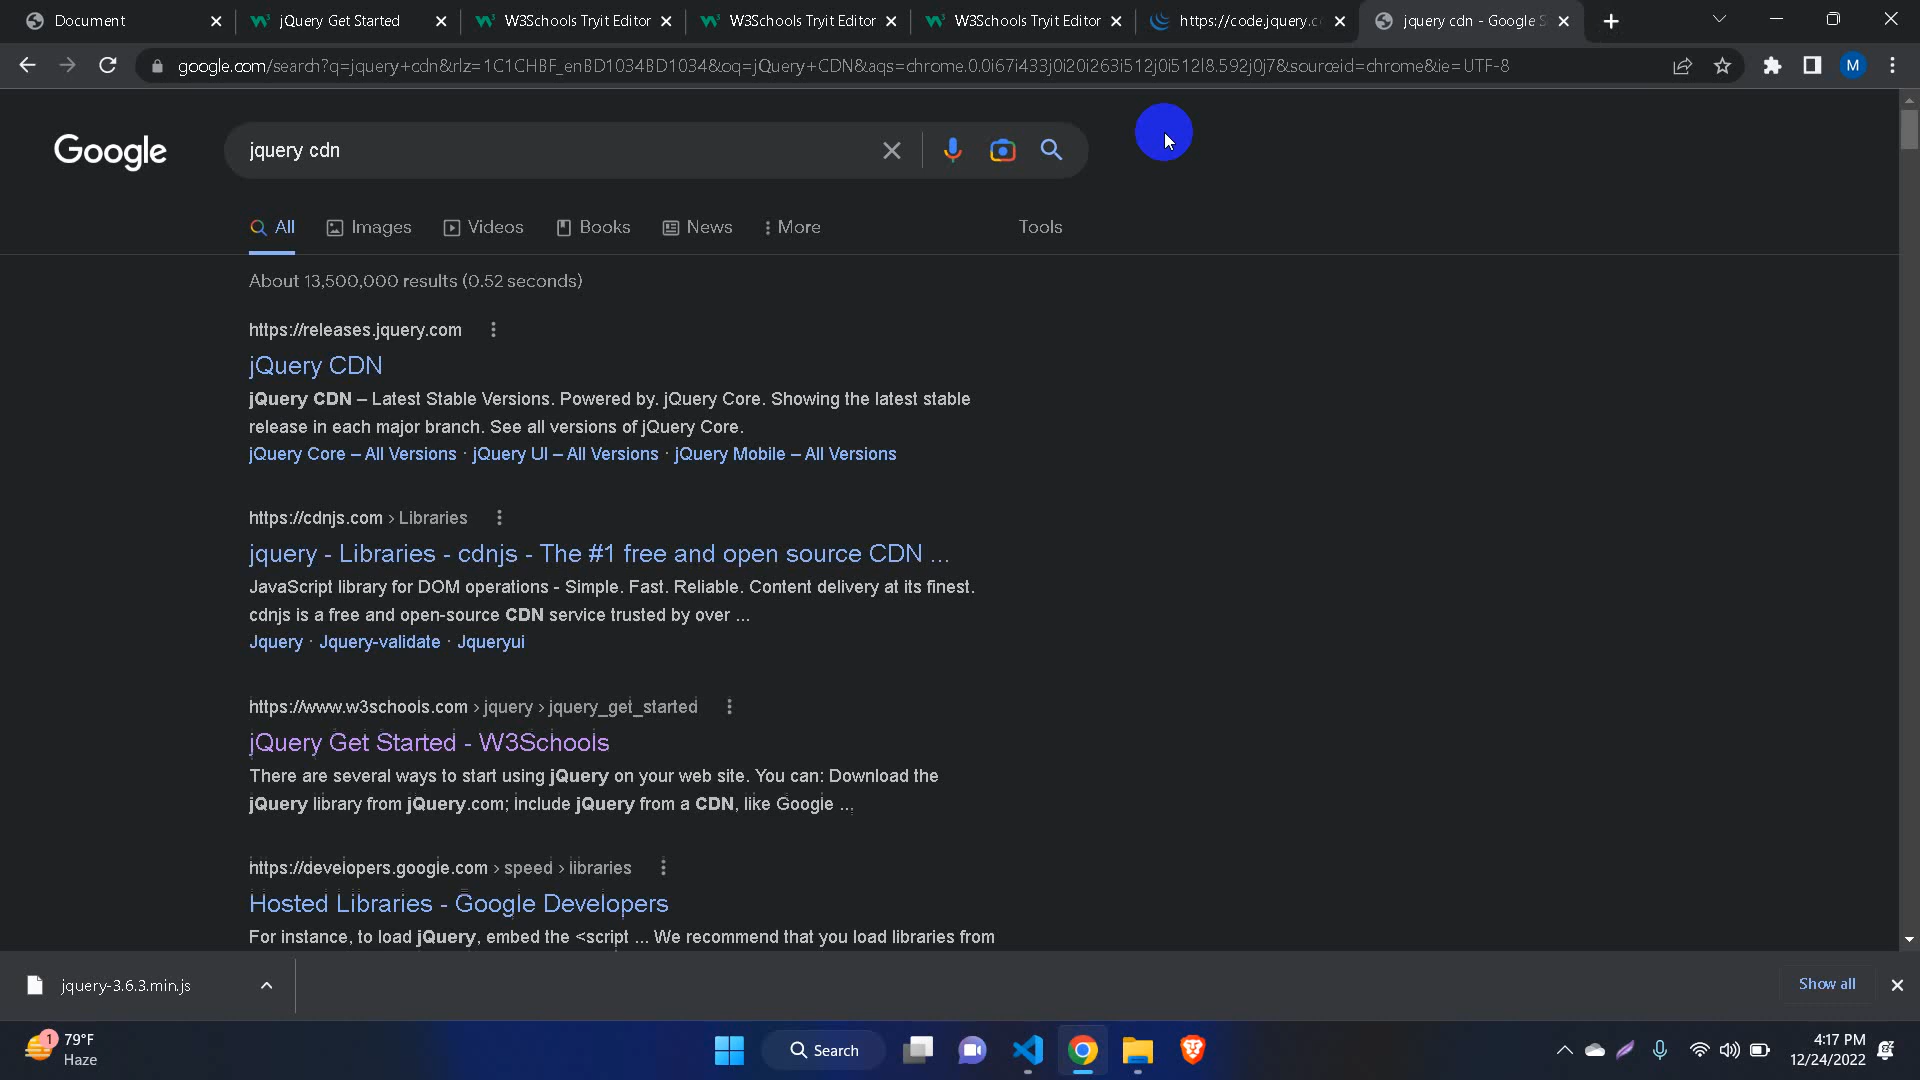 Document
jQuery Get Started
W3Schools Tryit Editor
W3Schools Tryit Editor
W3Schools Tryit Editor
https://code.jquery.c
jquery cdn - Google S
google.com/search?q=jquery+cdn&rlz=1C1CHBF_enBD1034BD1034&oq=jQuery+CDN&aqs=chrome.0.0i67i433j0i20i263i512j0i512l8.592j0j7&sourceid=chrome&ie=UTF-8
M
Google
jquery cdn
All
Images
Videos
Books
News
More
Tools
About 13,500,000 results (0.52 seconds)
https://releases.jquery.com
jQuery CDN
jQuery CDN – Latest Stable Versions. Powered by. jQuery Core. Showing the latest stable
release in each major branch. See all versions of jQuery Core.
jQuery Core – All Versions · jQuery UI – All Versions · jQuery Mobile – All Versions
https://cdnjs.com › Libraries
jquery - Libraries - cdnjs - The #1 free and open source CDN ...
JavaScript library for DOM operations - Simple. Fast. Reliable. Content delivery at its finest.
cdnjs is a free and open-source CDN service trusted by over ...
Jquery · Jquery-validate · Jqueryui
https://www.w3schools.com › jquery › jquery_get_started
jQuery Get Started - W3Schools
There are several ways to start using jQuery on your web site. You can: Download the
jQuery library from jQuery.com; Include jQuery from a CDN, like Google ...
https://developers.google.com › speed › libraries
Hosted Libraries - Google Developers
For instance, to load jQuery, embed the <script ... We recommend that you load libraries from
jquery-3.6.3.min.js
Show all
1
79°F
Haze
Search
4:17 PM
12/24/2022